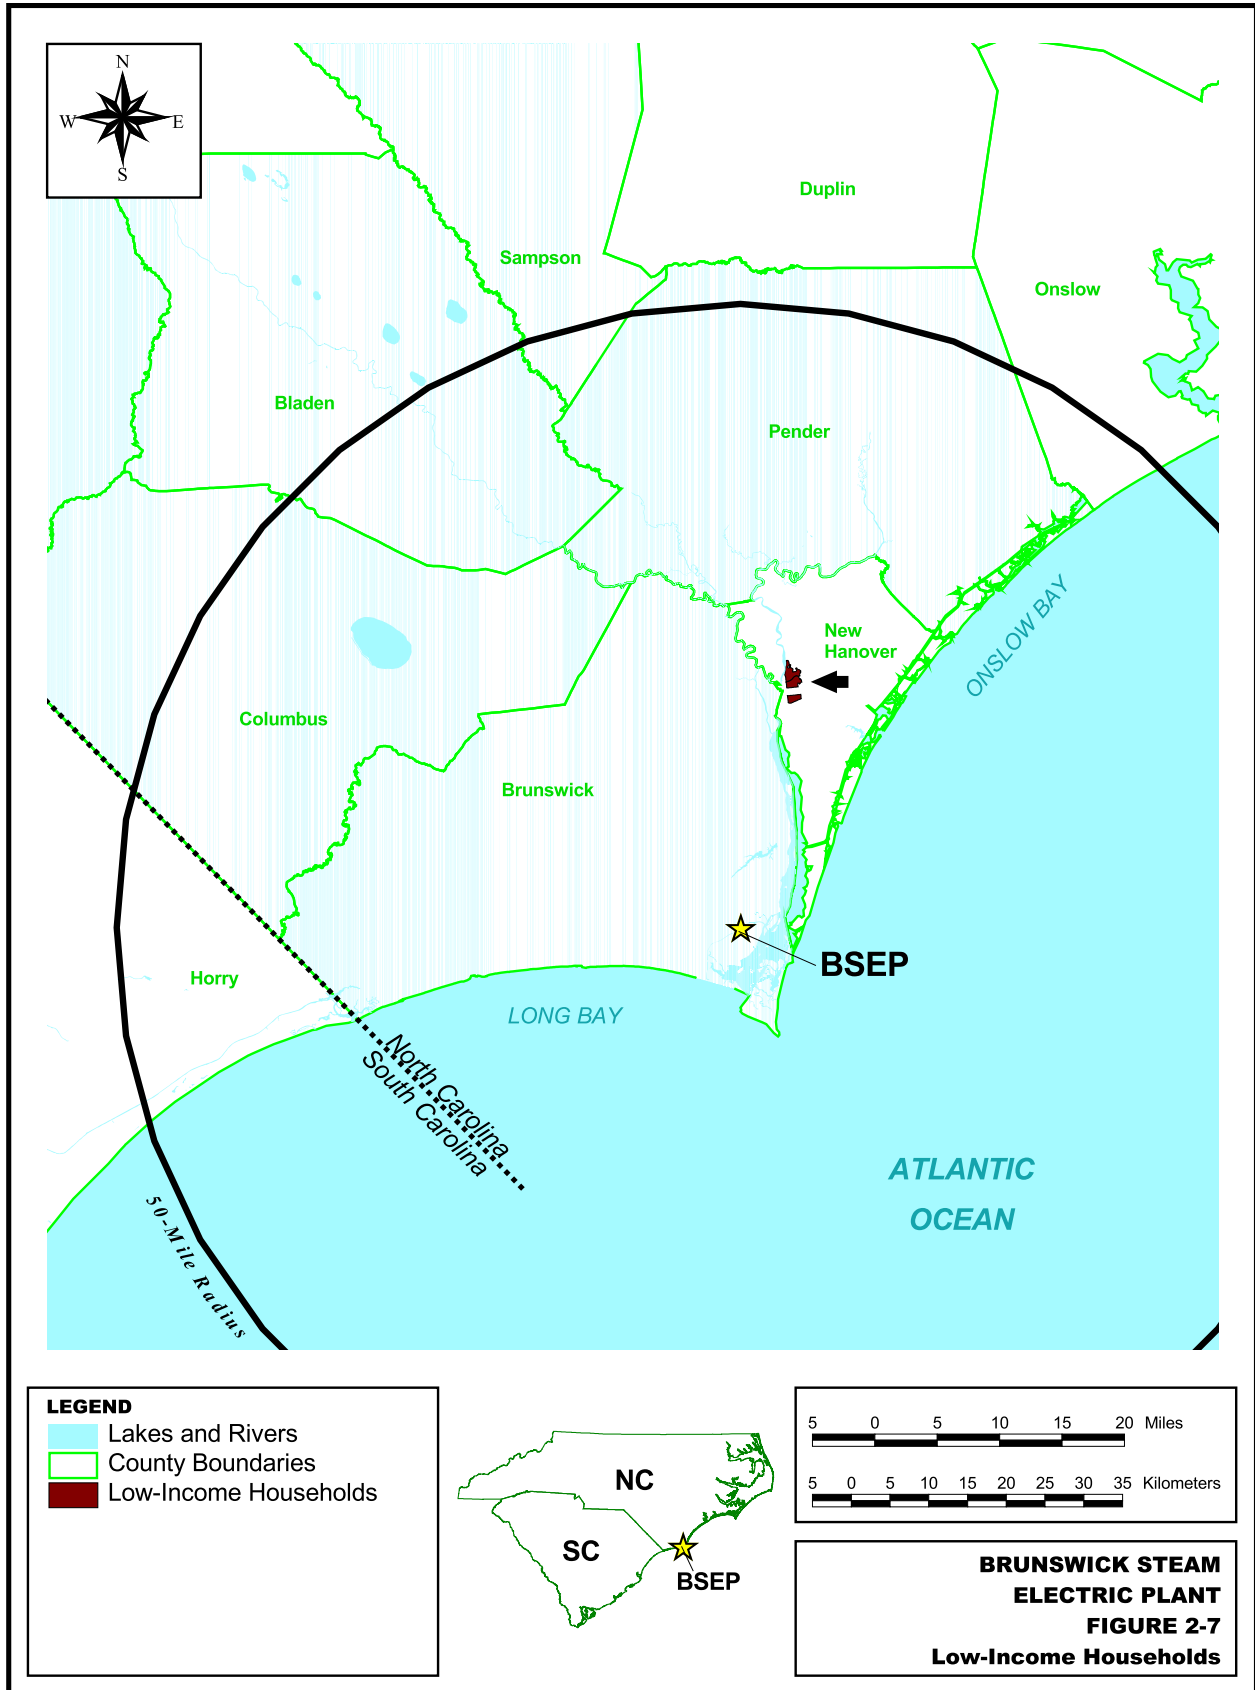 N
W
E
S
Duplin
Sampson
Onslow
Bladen
Pender
New
Hanover
ONSLOW BAY
Columbus
Brunswick
BSEP
Horry
LONG BAY
North Carolina
South Carolina
ATLANTIC
OCEAN
50-Mile Radius
LEGEND
Lakes and Rivers
County Boundaries
Low-Income Households
NC
SC
BSEP
5 0 5 10 15 20 Miles
5 0 5 10 15 20 25 30 35 Kilometers
BRUNSWICK STEAM
ELECTRIC PLANT
FIGURE 2-7
Low-Income Households